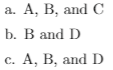 a. A, B, and C
b. B and D
c. A, B, and D